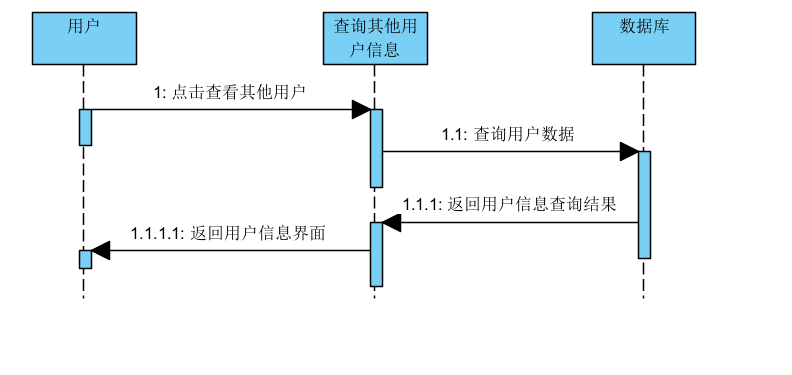 用户
查询其他用
户信息
数据库
1: 点击查看其他用户
1.1: 查询用户数据
1.1.1: 返回用户信息查询结果
1.1.1.1: 返回用户信息界面